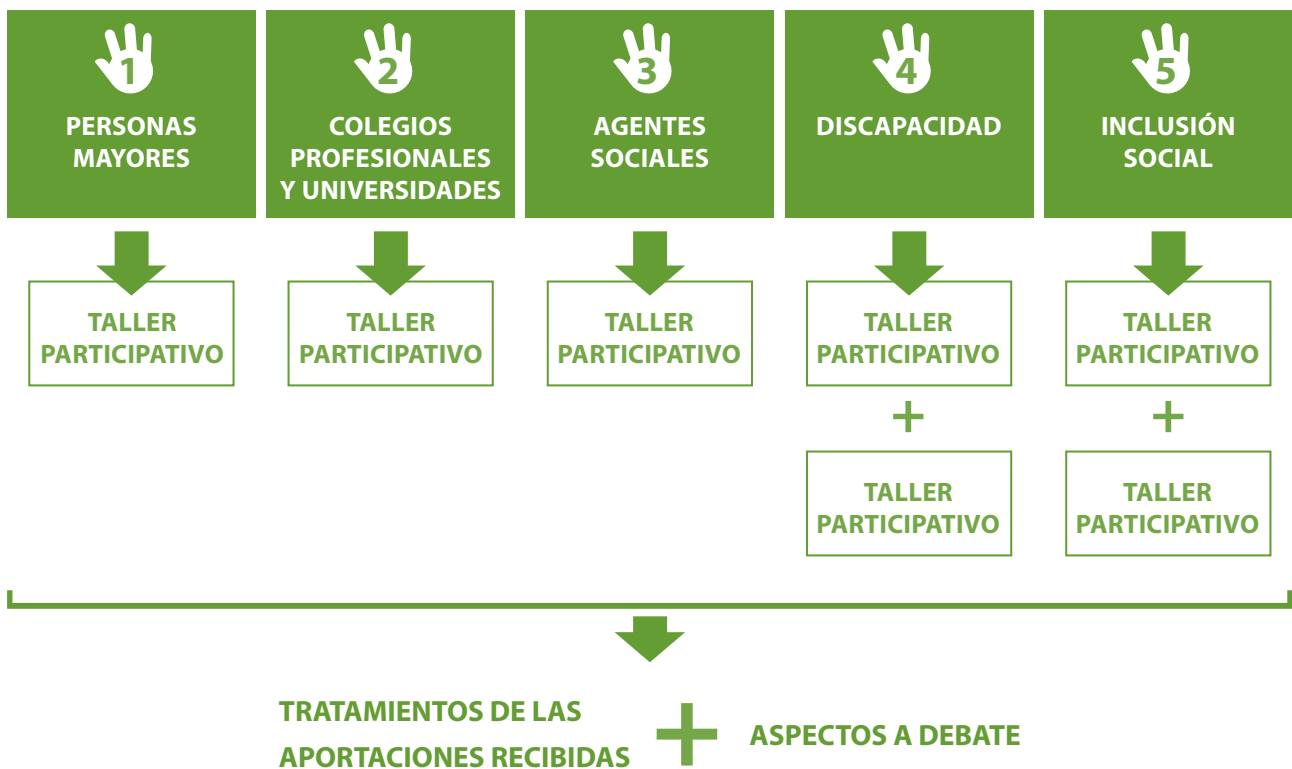 1
PERSONAS
MAYORES
2
COLEGIOS
PROFESIONALES
Y UNIVERSIDADES
3
AGENTES
SOCIALES
4
DISCAPACIDAD
5
INCLUSIÓN
SOCIAL
TALLER
PARTICIPATIVO
TALLER
PARTICIPATIVO
TALLER
PARTICIPATIVO
TALLER
PARTICIPATIVO
+
TALLER
PARTICIPATIVO
TALLER
PARTICIPATIVO
+
TALLER
PARTICIPATIVO
TRATAMIENTOS DE LAS
APORTACIONES RECIBIDAS
+
ASPECTOS A DEBATE